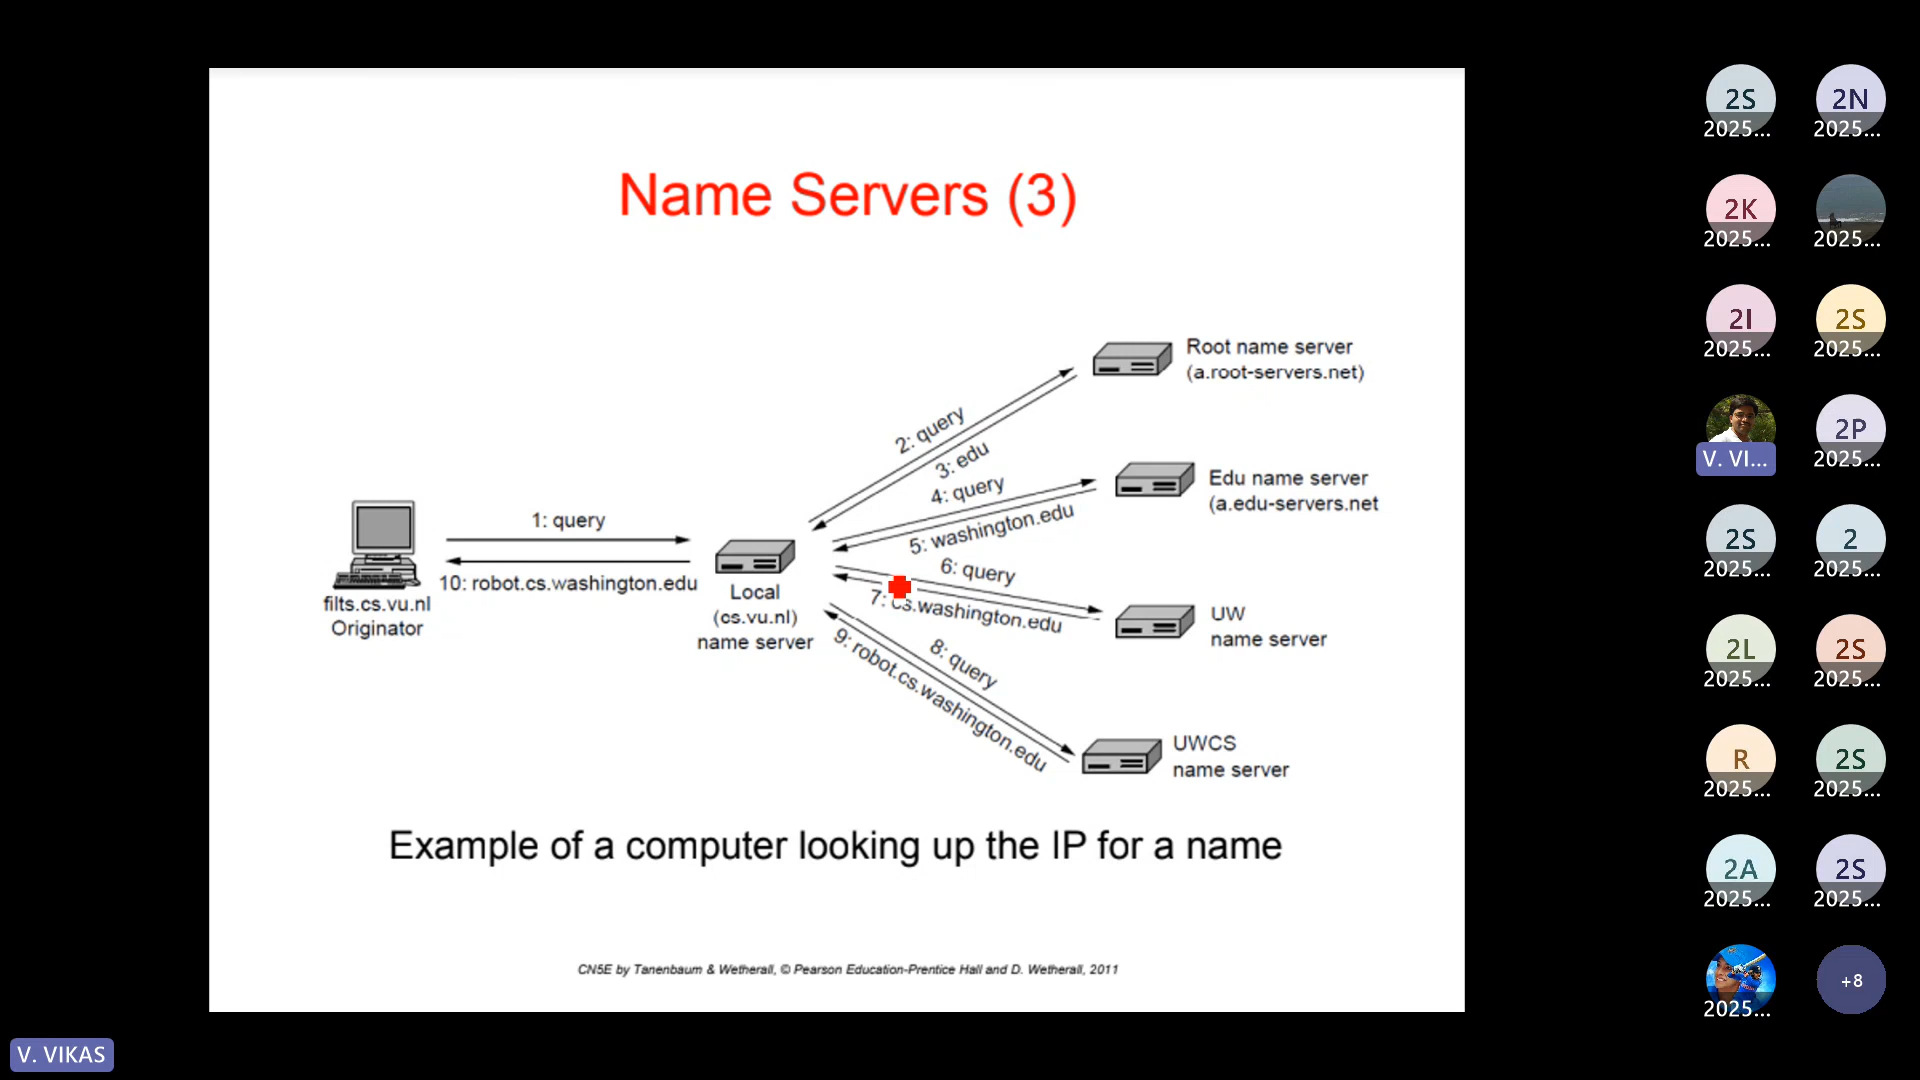 Name Servers (3)
Root name server
(a.root-servers.net)
2: query
3: edu
4: query
Edu name server
(a.edu-servers.net
5: washington.edu
1: query
6: query
10: robot.cs.washington.edu
filts.cs.vu.nl
Originator
Local
(cs.vu.nl)
name server
7: cs.washington.edu
UW
name server
8: query
9: robot.cs.washington.edu
UWCS
name server
Example of a computer looking up the IP for a name
CN5E by Tanenbaum & Wetherall, © Pearson Education-Prentice Hall and D. Wetherall, 2011
2S
2025...
2N
2025...
2K
2025...
2025...
2I
2025...
2S
2025...
V. VI...
2P
2025...
2S
2025...
2
2025...
2L
2025...
2S
2025...
R
2025...
2S
2025...
2A
2025...
2S
2025...
2025...
+8
V. VIKAS